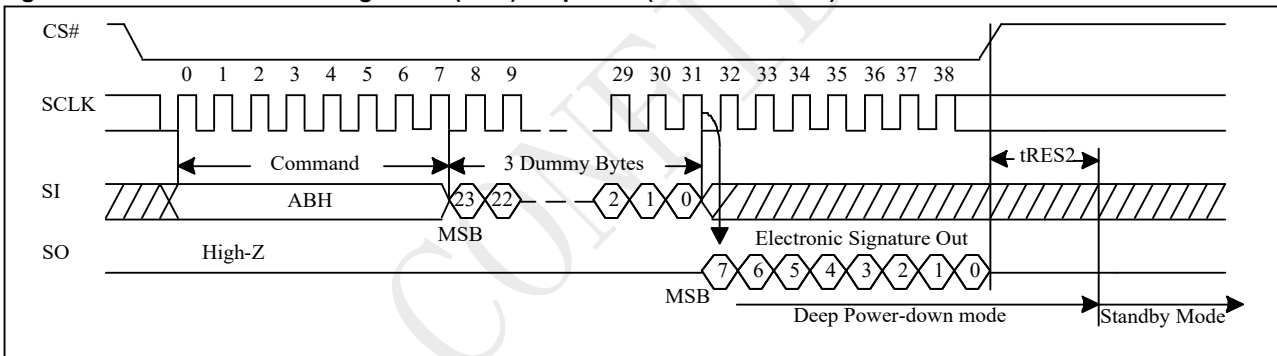 CS#
0 1 2 3 4 5 6 7 8 9 29 30 31 32 33 34 35 36 37 38
SCLK
Command 3 Dummy Bytes tRES2
SI ABH 23 22 2 1 0
MSB Electronic Signature Out
SO High-Z
7 6 5 4 3 2 1 0
MSB
Deep Power-down mode Standby Mode